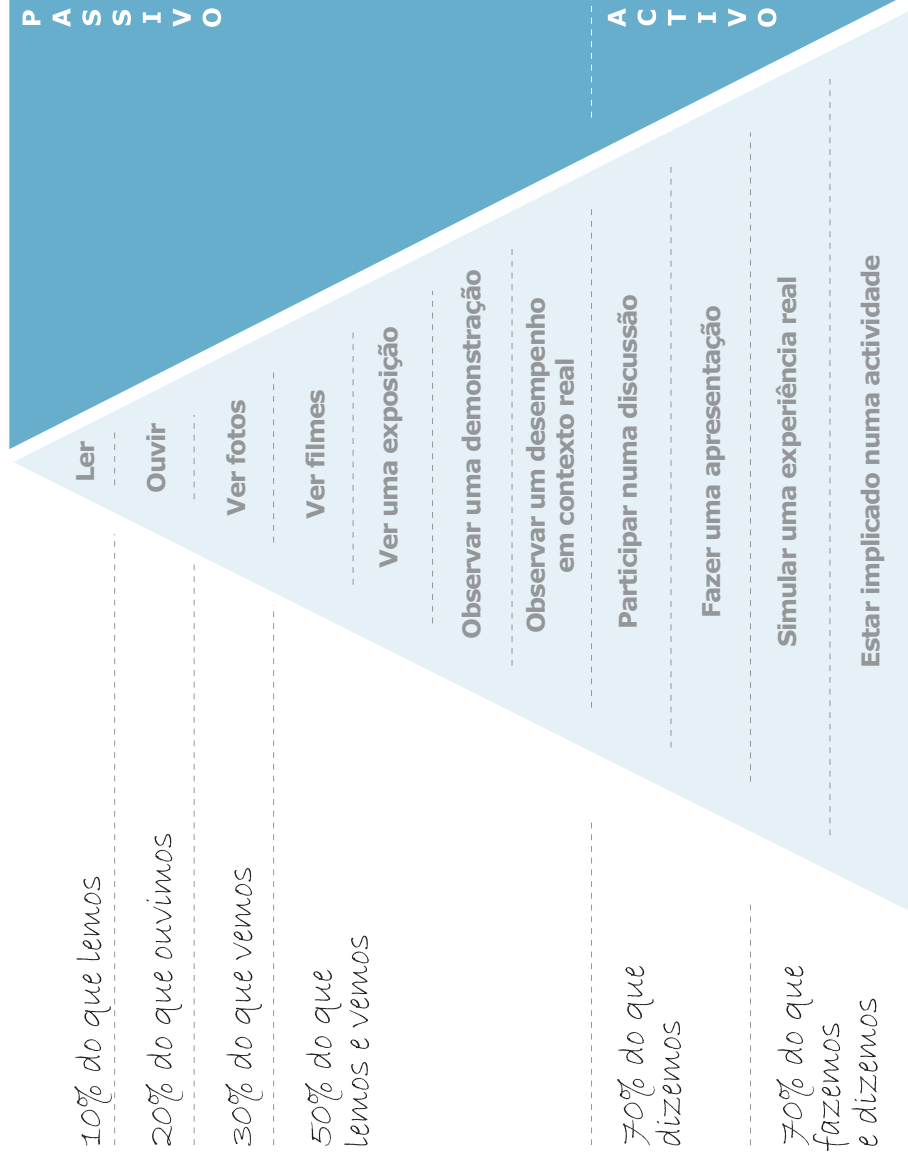 10% do que lemos
Ler
PASSIVO
20% do que ouvimos
Ouvir
30% do que vemos
Ver fotos
50% do que
lemos e vemos
Ver filmes
Ver uma exposição
Observar uma demonstração
Observar um desempenho
em contexto real
70% do que
dizemos
Participar numa discussão
ACTIVO
Fazer uma apresentação
70% do que
fazemos
e dizemos
Simular uma experiência real
Estar implicado numa actividade